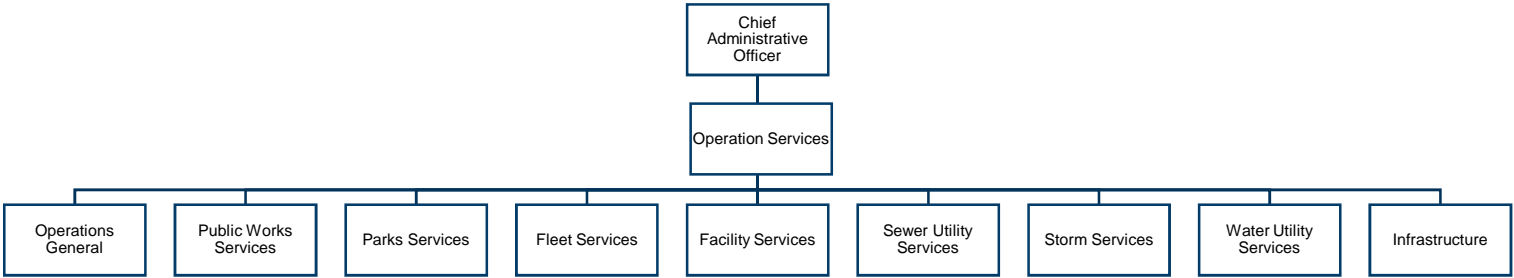 Chief
Administrative
Officer
Operation Services
Operations
General
Public Works
Services
Parks Services
Fleet Services
Facility Services
Sewer Utility
Services
Storm Services
Water Utility
Services
Infrastructure